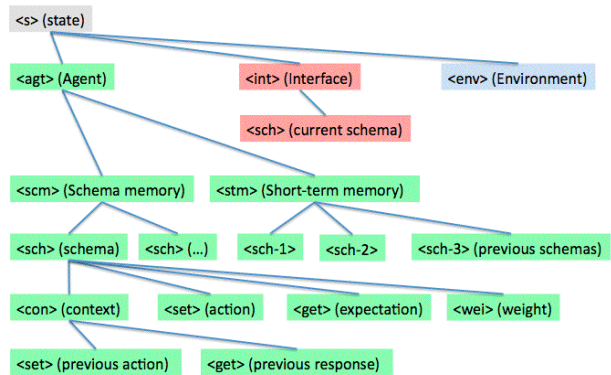 <s> (state)
<agt> (Agent)
<int> (Interface)
<env> (Environment)
<sch> (current schema)
<scm> (Schema memory)
<stm> (Short-term memory)
<sch> (schema)
<sch> (...)
<sch-1>
<sch-2>
<sch-3> (previous schemas)
<con> (context)
<set> (action)
<get> (expectation)
<wei> (weight)
<set> (previous action)
<get> (previous response)